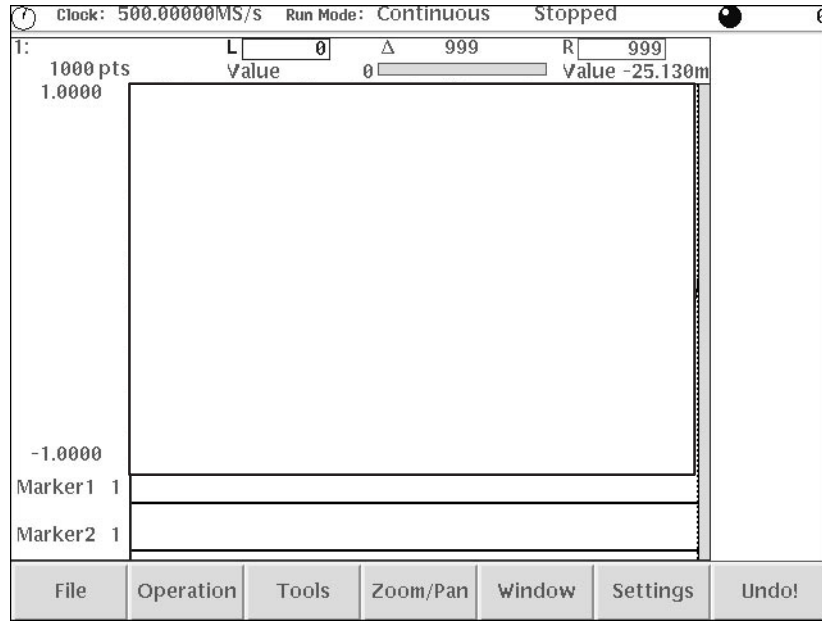 Clock: 500.00000MS/s Run Mode: Continuous Stopped
1: L 0 Δ 999 R 999
1000 pts Value 0 Value -25.130m
1.0000
-1.0000
Marker1 1
Marker2 1
File Operation Tools Zoom/Pan Window Settings Undo!